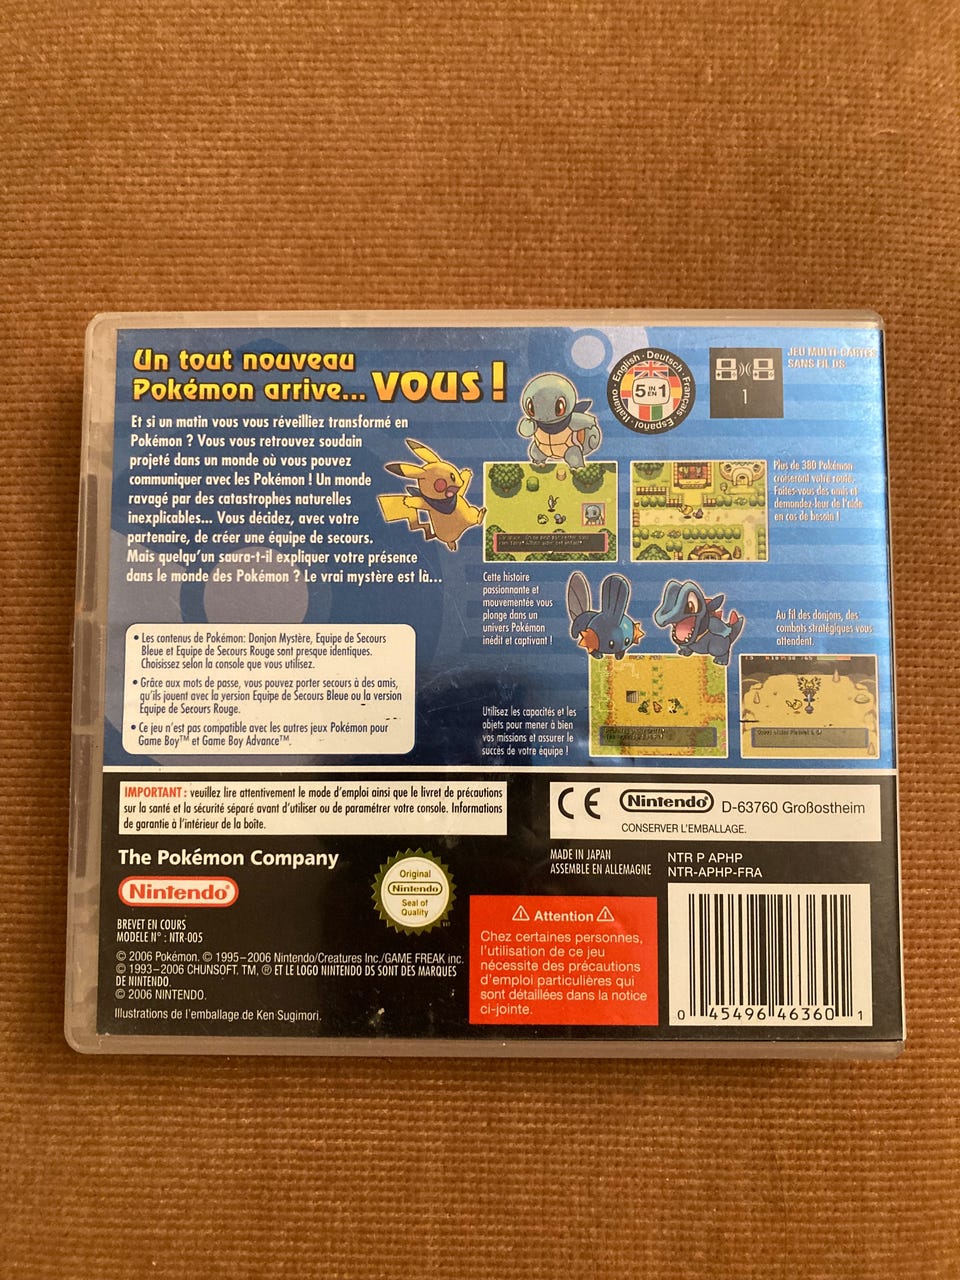 Un tout nouveau
Pokémon arrive... VOUS !
Et si un matin vous vous réveilliez transformé en
Pokémon ? Vous vous retrouvez soudain
projeté dans un monde où vous pouvez
communiquer avec les Pokémon ! Un monde
ravagé par des catastrophes naturelles
inexplicables... Vous décidez, avec votre
partenaire, de créer une équipe de secours.
Mais quelqu'un saura-t-il expliquer votre présence
dans le monde des Pokémon ? Le vrai mystère est là...
English • Deutsch • Français • Español • Italiano
5 IN EN 1
1
JEU MULTI-CARTES
SANS FIL DS
Plus de 380 Pokémon
croiseront votre route.
Faites-vous des amis et
demandez-leur de l'aide
en cas de besoin !
Cette histoire
passionnante et
mouvementée vous
plonge dans un
univers Pokémon
inédit et captivant !
Au fil des donjons, des
combats stratégiques vous
attendent.
Utilisez les capacités et les
objets pour mener à bien
vos missions et assurer le
succès de votre équipe !
• Les contenus de Pokémon: Donjon Mystère, Equipe de Secours
Bleue et Equipe de Secours Rouge sont presque identiques.
Choisissez selon la console que vous utilisez.
• Grâce aux mots de passe, vous pouvez porter secours à des amis,
qu'ils jouent avec la version Equipe de Secours Bleue ou la version
Equipe de Secours Rouge.
• Ce jeu n'est pas compatible avec les autres jeux Pokémon pour
Game Boy™ et Game Boy Advance™.
IMPORTANT : veuillez lire attentivement le mode d'emploi ainsi que le livret de précautions
sur la santé et la sécurité séparé avant d'utiliser ou de paramétrer votre console. Informations
de garantie à l'intérieur de la boîte.
CE Nintendo D-63760 Großostheim
CONSERVER L'EMBALLAGE.
The Pokémon Company
Nintendo
BREVET EN COURS
MODELE N° : NTR-005
Original
Nintendo
Seal of
Quality
MADE IN JAPAN
ASSEMBLE EN ALLEMAGNE
NTR P APHP
NTR-APHP-FRA
© 2006 Pokémon. © 1995-2006 Nintendo/Creatures Inc./GAME FREAK inc.
© 1993-2006 CHUNSOFT. TM, ® ET LE LOGO NINTENDO DS SONT DES MARQUES
DE NINTENDO.
© 2006 NINTENDO.
Illustrations de l'emballage de Ken Sugimori.
Attention
Chez certaines personnes,
l'utilisation de ce jeu
nécessite des précautions
d'emploi particulières qui
sont détaillées dans la notice
ci-jointe.
0 45496 46360 1